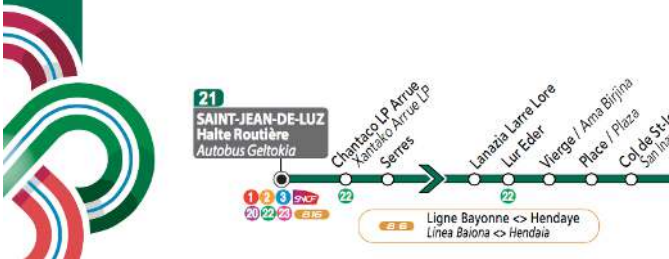 21
SAINT-JEAN-DE-LUZ
Halte Routière
Autobus Geltokia
Chantaco LP Arrue
Xantako Arrue LP
Serres
Lanazia Larre Lore
Lur Eder
Vierge / Ama Birjina
Place / Plaza
Col de St
San
1 2 3 SNCF
20 22 23 B16
22
22
Ligne Bayonne <> Hendaye
Linea Baiona <> Hendaia